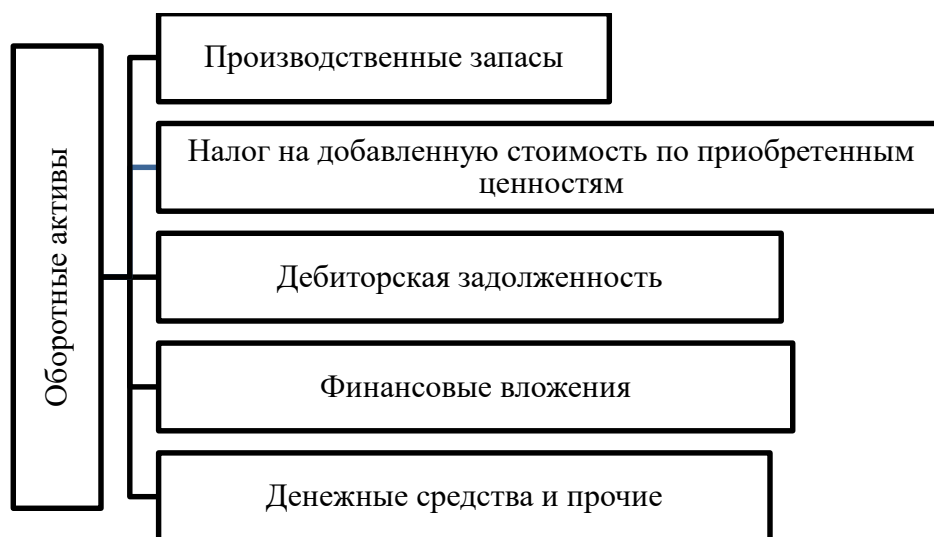 Оборотные активы
Производственные запасы
Налог на добавленную стоимость по приобретенным
ценностям
Дебиторская задолженность
Финансовые вложения
Денежные средства и прочие